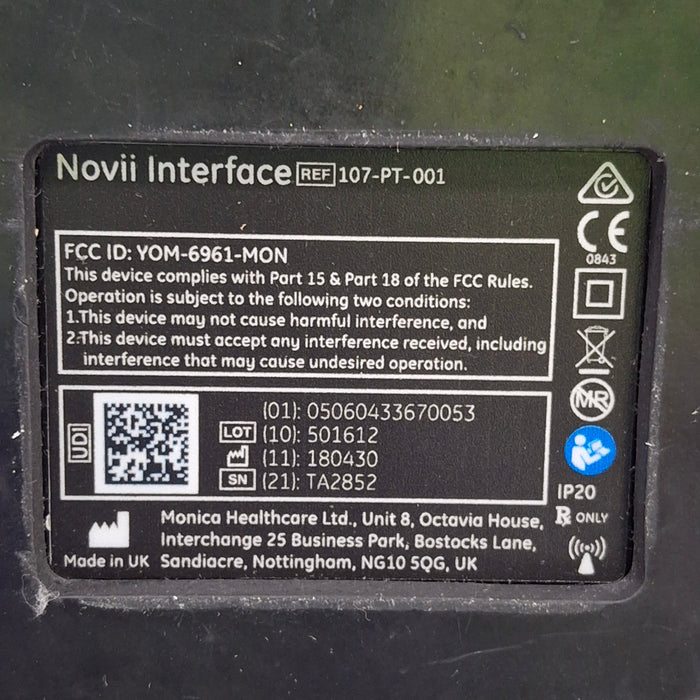 Novii Interface REF 107-PT-001
FCC ID: YOM-6961-MON
This device complies with Part 15 & Part 18 of the FCC Rules.
Operation is subject to the following two conditions:
1.This device may not cause harmful interference, and
2.This device must accept any interference received, including
interference that may cause undesired operation.
CE
0843
MR
UDI
(01): 05060433670053
LOT (10): 501612
(11): 180430
SN (21): TA2852
IP20
Rx ONLY
Monica Healthcare Ltd., Unit 8, Octavia House,
Interchange 25 Business Park, Bostocks Lane,
Made in UK Sandiacre, Nottingham, NG10 5QG, UK